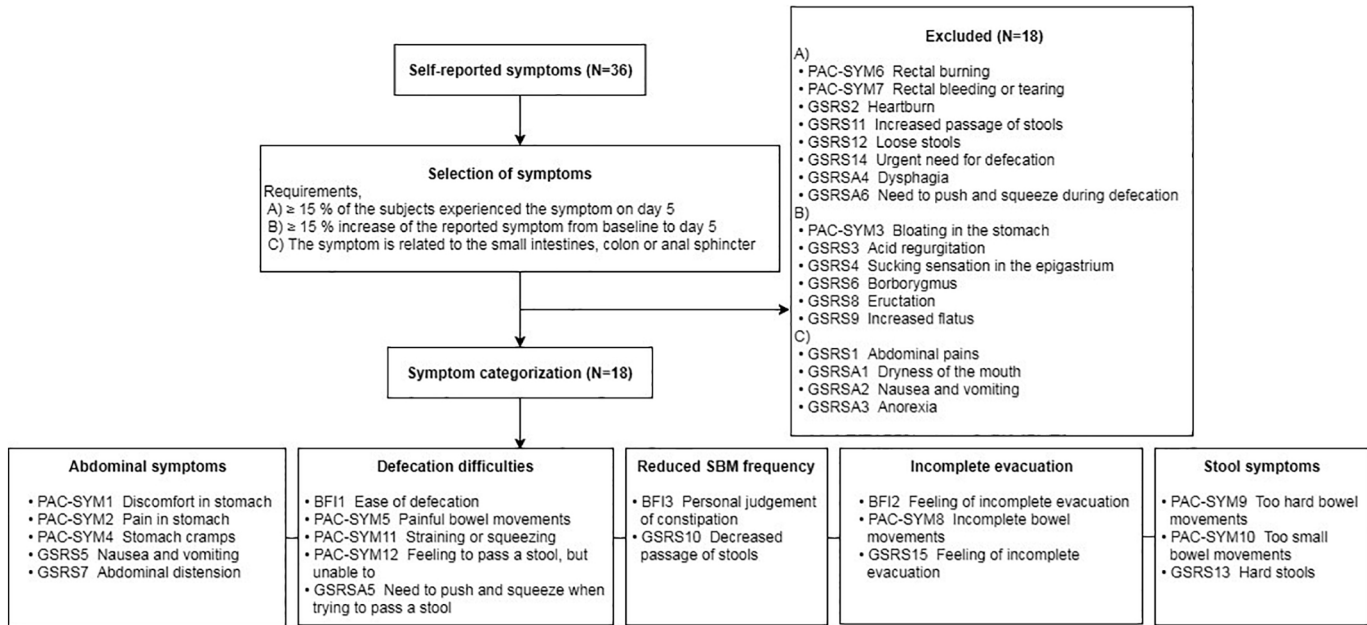 Self-reported symptoms (N=36)
Selection of symptoms
Requirements,
A) ≥ 15 % of the subjects experienced the symptom on day 5
B) ≥ 15 % increase of the reported symptom from baseline to day 5
C) The symptom is related to the small intestines, colon or anal sphincter
Excluded (N=18)
A)
• PAC-SYM6 Rectal burning
• PAC-SYM7 Rectal bleeding or tearing
• GSRS2 Heartburn
• GSRS11 Increased passage of stools
• GSRS12 Loose stools
• GSRS14 Urgent need for defecation
• GSRSA4 Dysphagia
• GSRSA6 Need to push and squeeze during defecation
B)
• PAC-SYM3 Bloating in the stomach
• GSRS3 Acid regurgitation
• GSRS4 Sucking sensation in the epigastrium
• GSRS6 Borborygmus
• GSRS8 Eructation
• GSRS9 Increased flatus
C)
• GSRS1 Abdominal pains
• GSRSA1 Dryness of the mouth
• GSRSA2 Nausea and vomiting
• GSRSA3 Anorexia
Symptom categorization (N=18)
Abdominal symptoms
• PAC-SYM1 Discomfort in stomach
• PAC-SYM2 Pain in stomach
• PAC-SYM4 Stomach cramps
• GSRS5 Nausea and vomiting
• GSRS7 Abdominal distension
Defecation difficulties
• BFI1 Ease of defecation
• PAC-SYM5 Painful bowel movements
• PAC-SYM11 Straining or squeezing
• PAC-SYM12 Feeling to pass a stool, but
unable to
• GSRSA5 Need to push and squeeze when
trying to pass a stool
Reduced SBM frequency
• BFI3 Personal judgement
of constipation
• GSRS10 Decreased
passage of stools
Incomplete evacuation
• BFI2 Feeling of incomplete evacuation
• PAC-SYM8 Incomplete bowel
movements
• GSRS15 Feeling of incomplete
evacuation
Stool symptoms
• PAC-SYM9 Too hard bowel
movements
• PAC-SYM10 Too small
bowel movements
• GSRS13 Hard stools